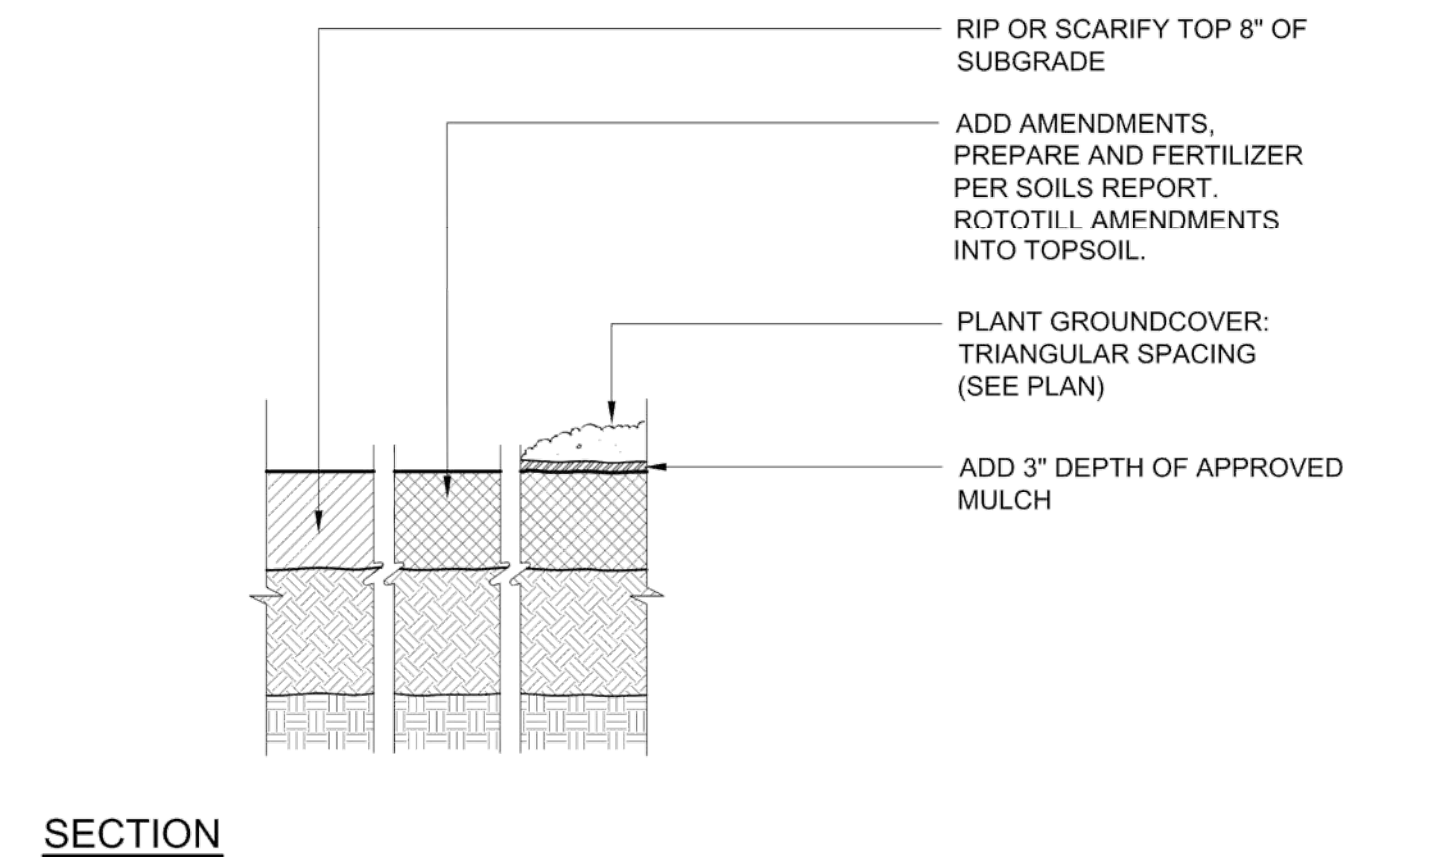 RIP OR SCARIFY TOP 8" OF
SUBGRADE
ADD AMENDMENTS,
PREPARE AND FERTILIZER
PER SOILS REPORT.
ROTOTILL AMENDMENTS
INTO TOPSOIL.
PLANT GROUNDCOVER:
TRIANGULAR SPACING
(SEE PLAN)
ADD 3" DEPTH OF APPROVED
MULCH
SECTION